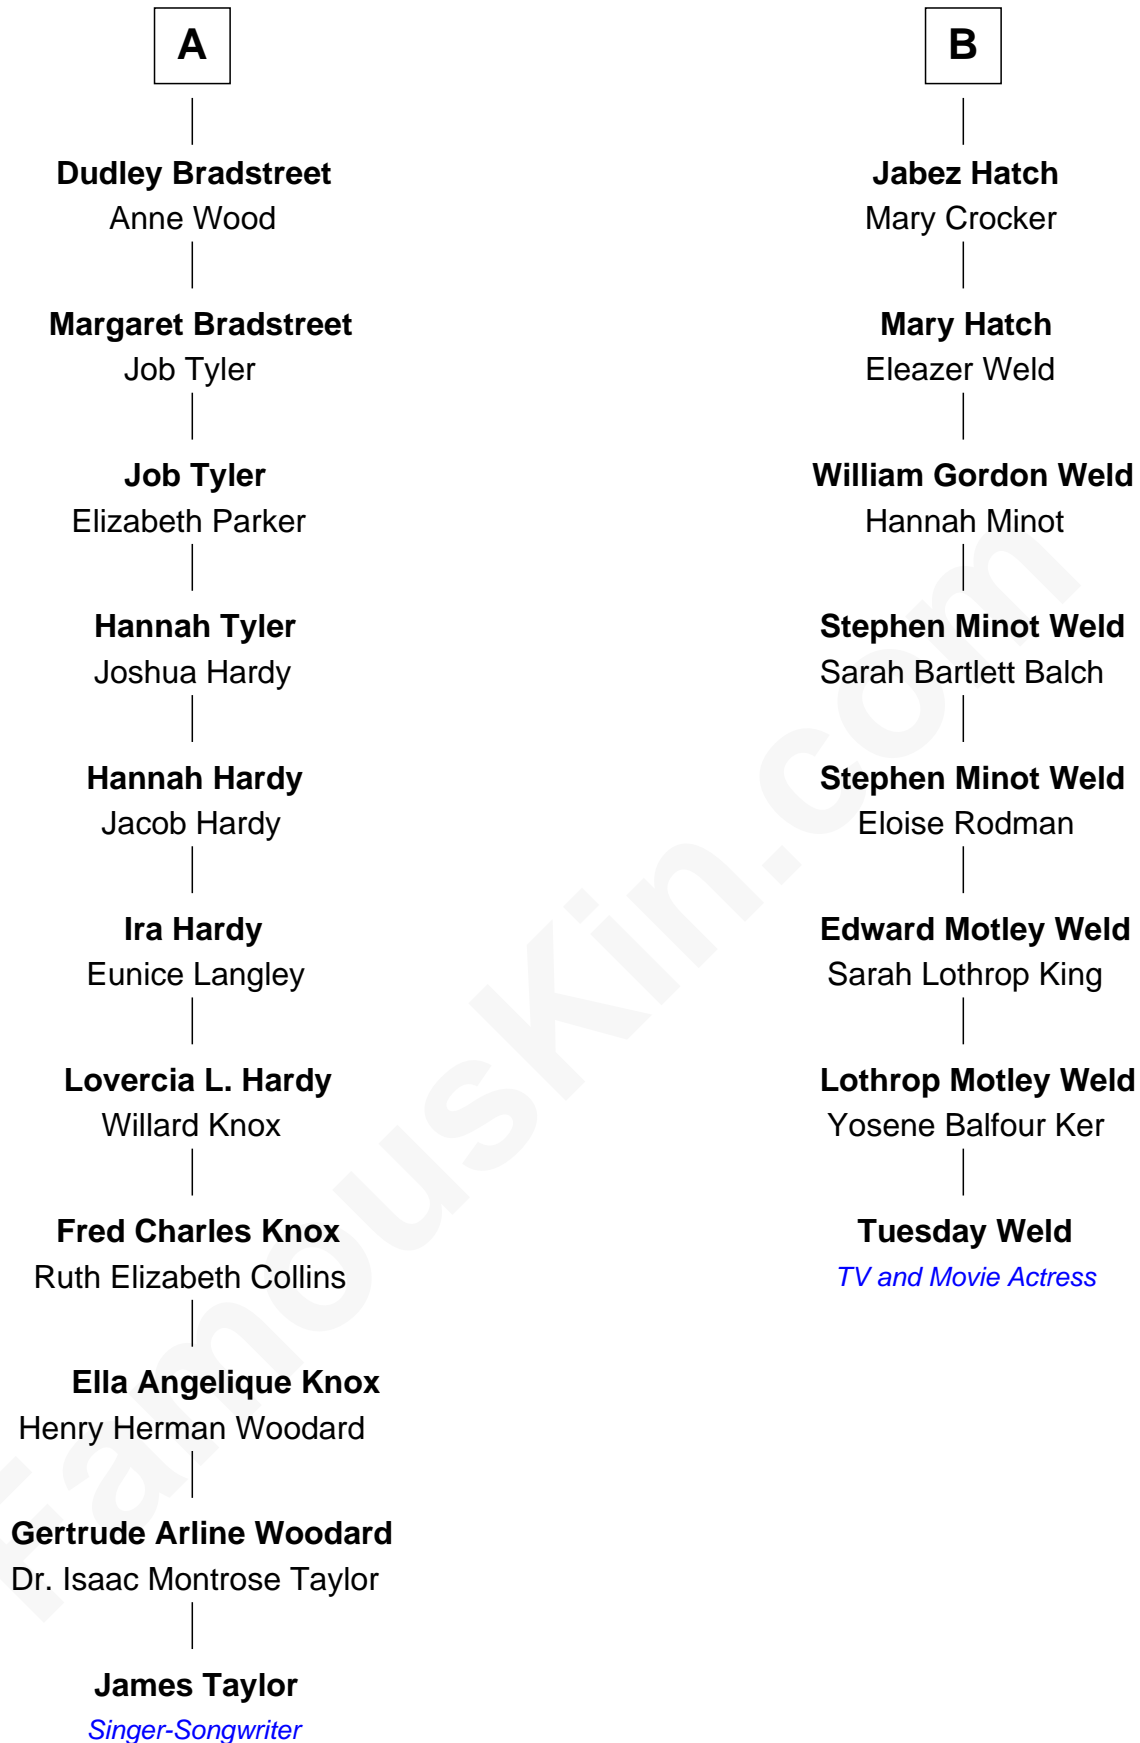 A
Dudley Bradstreet
Anne Wood
Margaret Bradstreet
Job Tyler
Job Tyler
Elizabeth Parker
Hannah Tyler
Joshua Hardy
Hannah Hardy
Jacob Hardy
Ira Hardy
Eunice Langley
Lovercia L. Hardy
Willard Knox
Fred Charles Knox
Ruth Elizabeth Collins
Ella Angelique Knox
Henry Herman Woodard
Gertrude Arline Woodard
Dr. Isaac Montrose Taylor
James Taylor
Singer-Songwriter
B
Jabez Hatch
Mary Crocker
Mary Hatch
Eleazer Weld
William Gordon Weld
Hannah Minot
Stephen Minot Weld
Sarah Bartlett Balch
Stephen Minot Weld
Eloise Rodman
Edward Motley Weld
Sarah Lothrop King
Lothrop Motley Weld
Yosene Balfour Ker
Tuesday Weld
TV and Movie Actress
FamousKin.com